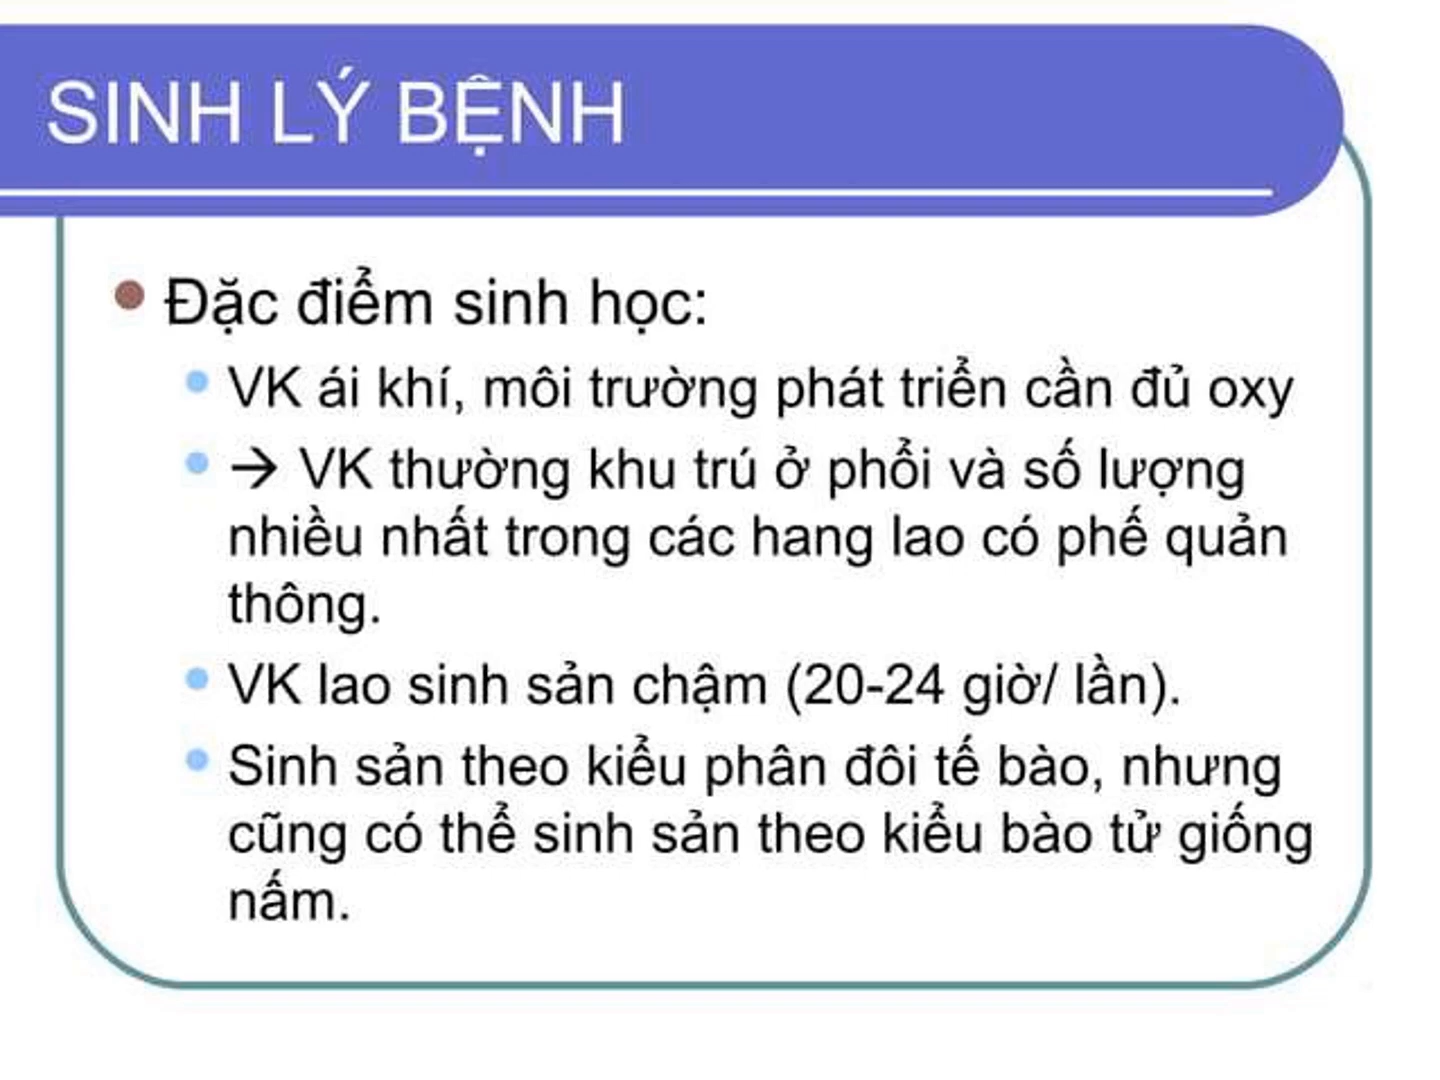 SINH LÝ BỆNH
Đặc điểm sinh học:
VK ái khí, môi trường phát triển cần đủ oxy
→ VK thường khu trú ở phổi và số lượng
nhiều nhất trong các hang lao có phế quản
thông.
VK lao sinh sản chậm (20-24 giờ/ lần).
Sinh sản theo kiểu phân đôi tế bào, nhưng
cũng có thể sinh sản theo kiểu bào tử giống
nấm.